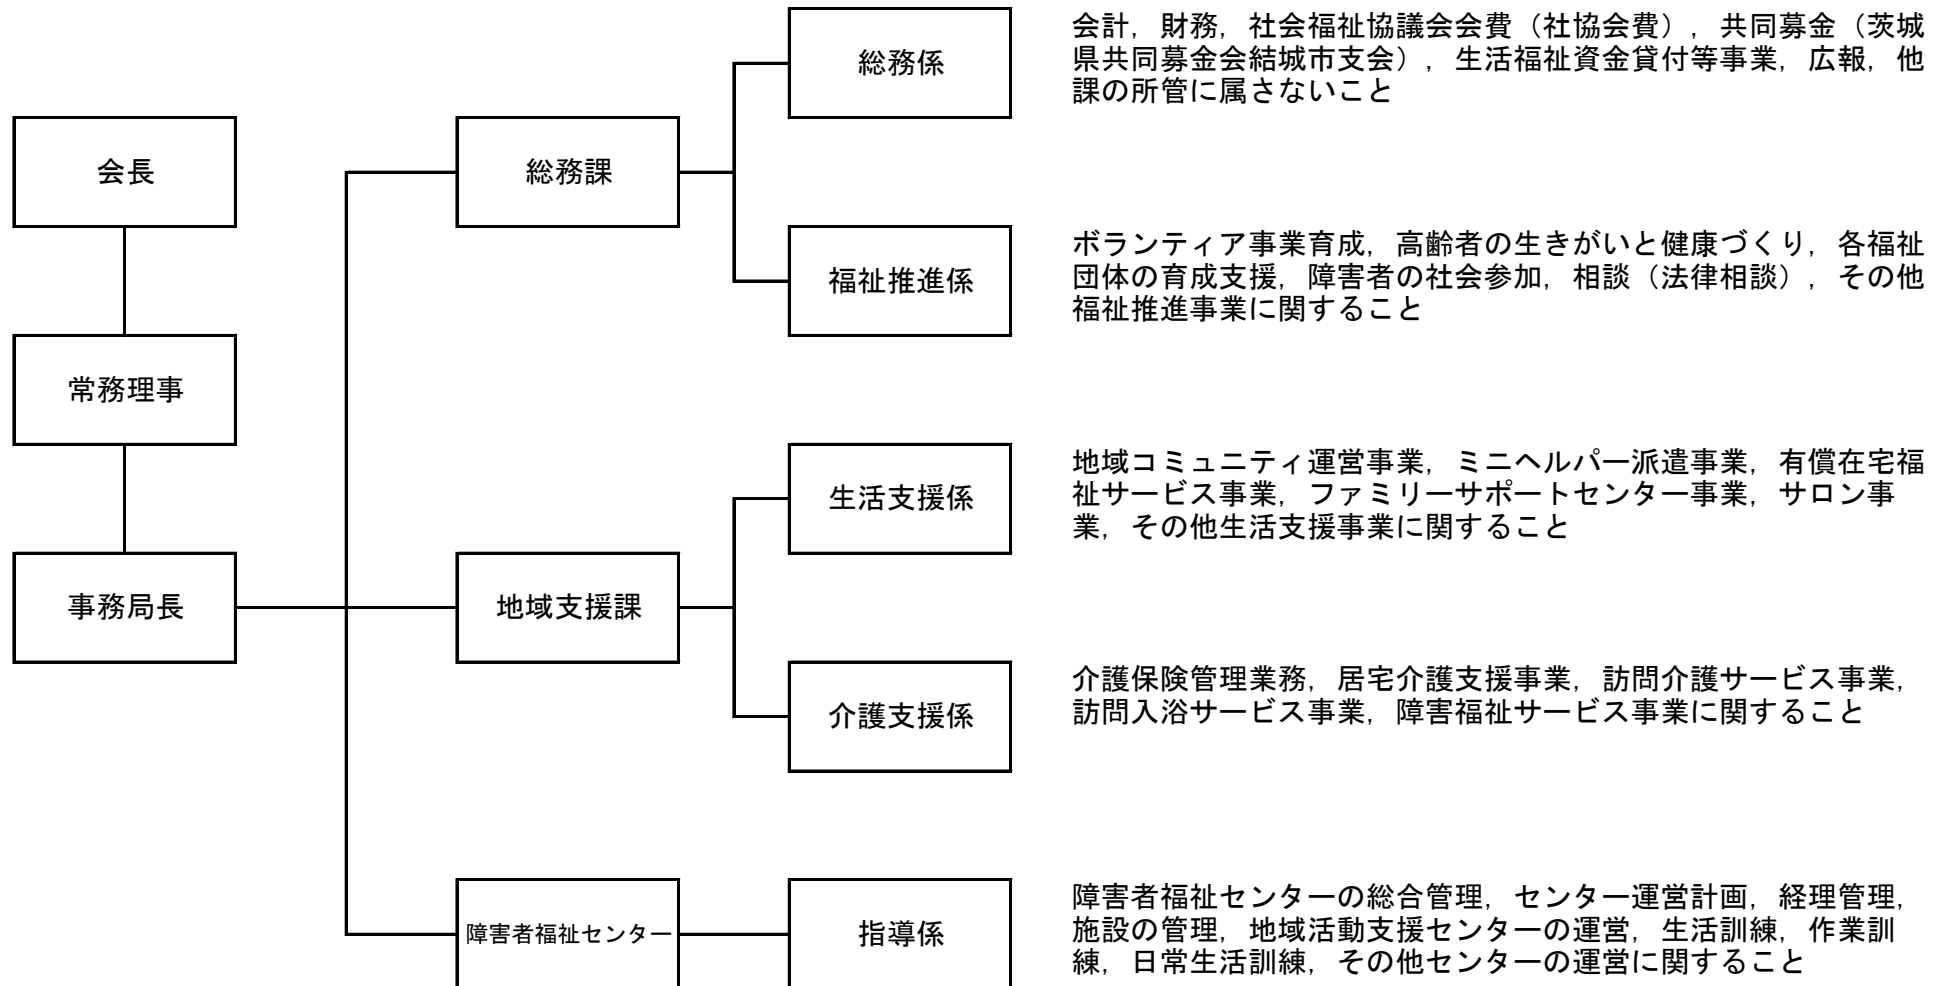 会長
常務理事
事務局長
総務課
地域支援課
障害者福祉センター
総務係
会計，財務，社会福祉協議会会費（社協会費），共同募金（茨城
県共同募金会結城市支会），生活福祉資金貸付等事業，広報，他
課の所管に属さないこと
福祉推進係
ボランティア事業育成，高齢者の生きがいと健康づくり，各福祉
団体の育成支援，障害者の社会参加，相談（法律相談），その他
福祉推進事業に関すること
生活支援係
地域コミュニティ運営事業，ミニヘルパー派遣事業，有償在宅福
祉サービス事業，ファミリーサポートセンター事業，サロン事
業，その他生活支援事業に関すること
介護支援係
介護保険管理業務，居宅介護支援事業，訪問介護サービス事業，
訪問入浴サービス事業，障害福祉サービス事業に関すること
指導係
障害者福祉センターの総合管理，センター運営計画，経理管理，
施設の管理，地域活動支援センターの運営，生活訓練，作業訓
練，日常生活訓練，その他センターの運営に関すること